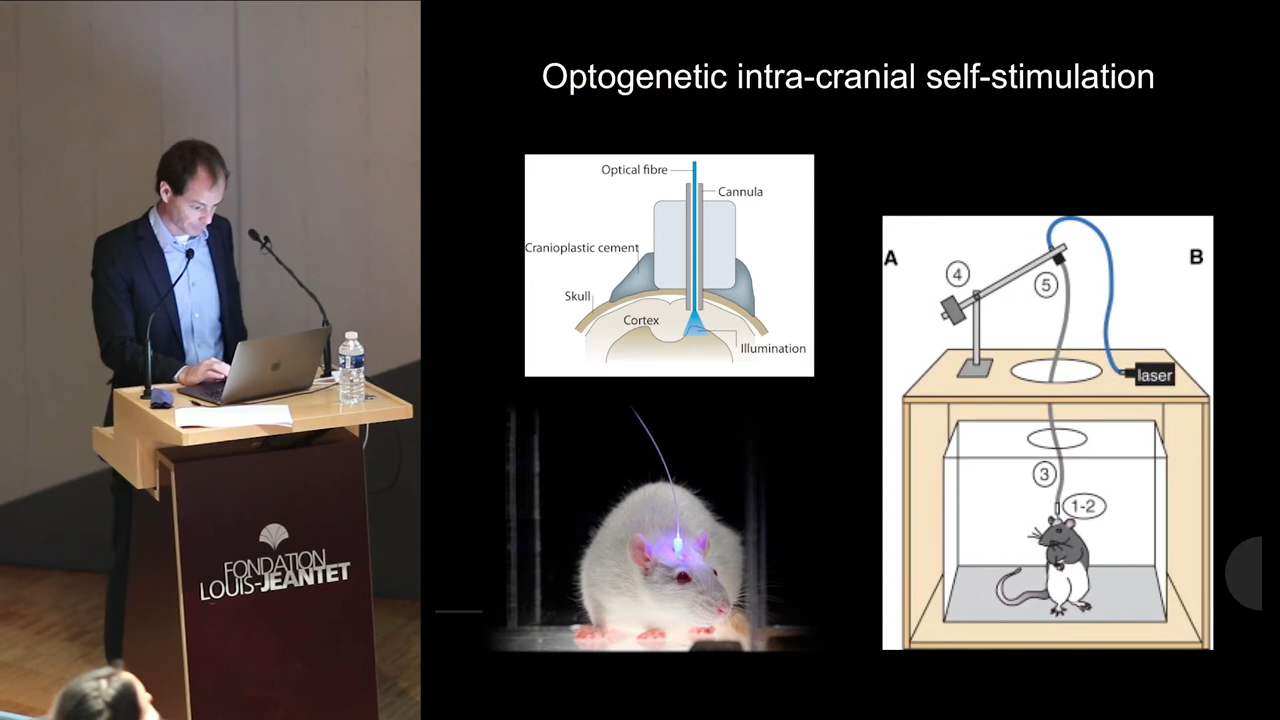 Optogenetic intra-cranial self-stimulation
Optical fibre
Cannula
Cranioplastic cement
Skull
Cortex
Illumination
A
B
4
5
laser
3
1-2
FONDATION
LOUIS-JEANTET